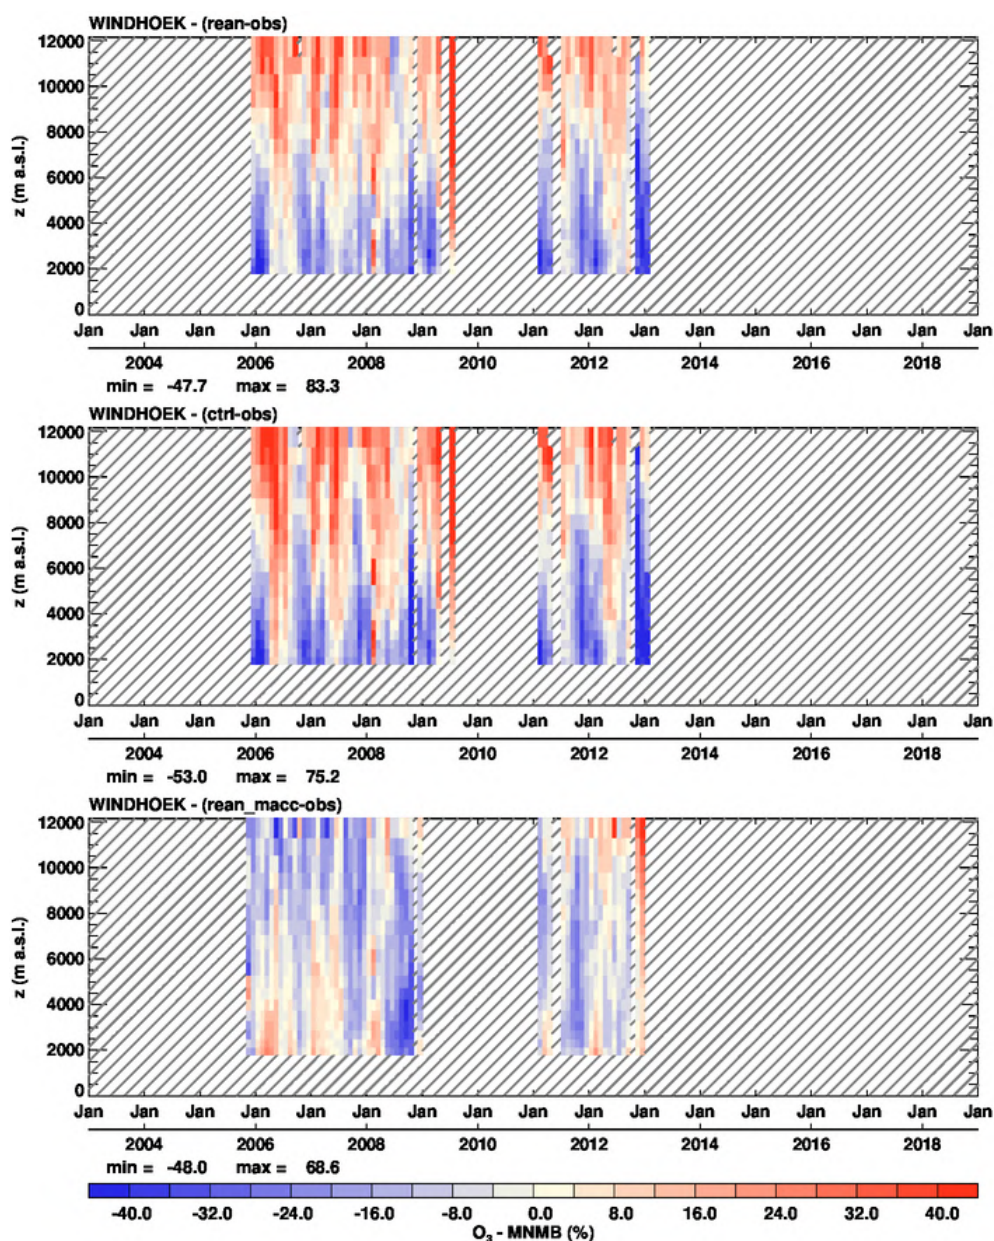 WINDHOEK - (rean-obs)
z (m a.s.l.)
12000
10000
8000
6000
4000
2000
0
Jan Jan Jan Jan Jan Jan Jan Jan Jan Jan Jan Jan Jan Jan Jan Jan Jan
2004 2006 2008 2010 2012 2014 2016 2018
min = -47.7 max = 83.3
WINDHOEK - (ctrl-obs)
z (m a.s.l.)
12000
10000
8000
6000
4000
2000
0
Jan Jan Jan Jan Jan Jan Jan Jan Jan Jan Jan Jan Jan Jan Jan Jan Jan
2004 2006 2008 2010 2012 2014 2016 2018
min = -53.0 max = 75.2
WINDHOEK - (rean_macc-obs)
z (m a.s.l.)
12000
10000
8000
6000
4000
2000
0
Jan Jan Jan Jan Jan Jan Jan Jan Jan Jan Jan Jan Jan Jan Jan Jan Jan
2004 2006 2008 2010 2012 2014 2016 2018
min = -48.0 max = 68.6
-40.0 -32.0 -24.0 -16.0 -8.0 0.0 8.0 16.0 24.0 32.0 40.0
O₃ - MNMB (%)